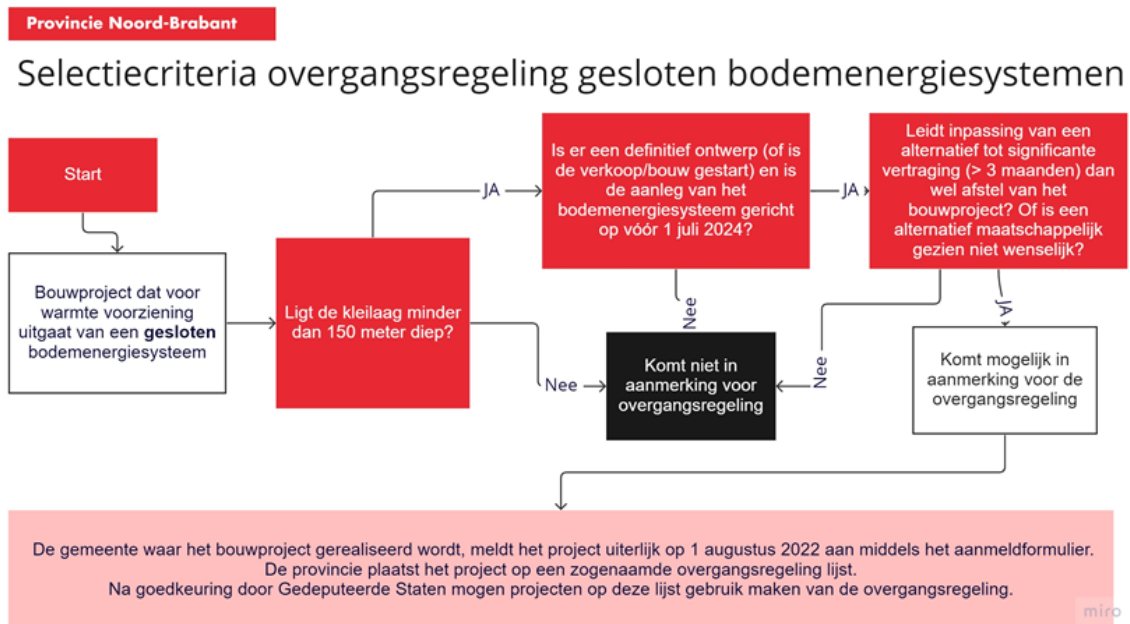 Provincie Noord-Brabant
Selectiecriteria overgangsregeling gesloten bodemenergiesystemen
Start
Bouwproject dat voor
warmte voorziening
uitgaat van een gesloten
bodemenergiesysteem
Ligt de kleilaag minder
dan 150 meter diep?
JA
Nee
Is er een definitief ontwerp (of is
de verkoop/bouw gestart) en is
de aanleg van het
bodemenergiesysteem gericht
op vóór 1 juli 2024?
JA
Nee
Leidt inpassing van een
alternatief tot significante
vertraging (> 3 maanden) dan
wel afstel van het
bouwproject? Of is een
alternatief maatschappelijk
gezien niet wenselijk?
Nee
JA
Komt niet in
aanmerking voor
overgangsregeling
Komt mogelijk in
aanmerking voor de
overgangsregeling
De gemeente waar het bouwproject gerealiseerd wordt, meldt het project uiterlijk op 1 augustus 2022 aan middels het aanmeldformulier.
De provincie plaatst het project op een zogenaamde overgangsregeling lijst.
Na goedkeuring door Gedeputeerde Staten mogen projecten op deze lijst gebruik maken van de overgangsregeling.
miro